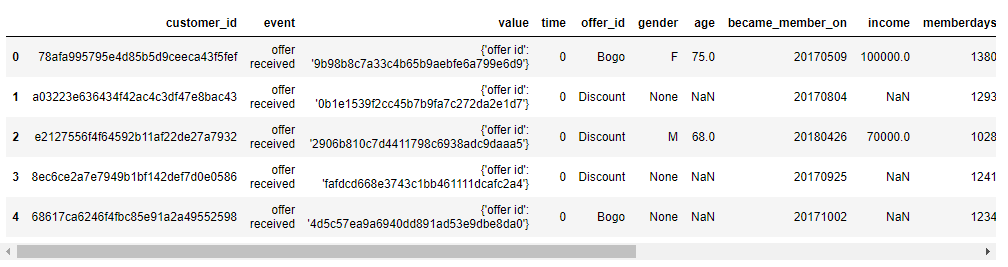 customer_id event value time offer_id gender age became_member_on income memberdays
0 78afa995795e4d85b5d9ceeca43f5fef offer received {'offer id': '9b98b8c7a33c4b65b9aebfe6a799e6d9'} 0 Bogo F 75.0 20170509 100000.0 1380
1 a03223e636434f42ac4c3df47e8bac43 offer received {'offer id': '0b1e1539f2cc45b7b9fa7c272da2e1d7'} 0 Discount None NaN 20170804 NaN 1293
2 e2127556f4f64592b11af22de27a7932 offer received {'offer id': '2906b810c7d4411798c6938adc9daaa5'} 0 Discount M 68.0 20180426 70000.0 1028
3 8ec6ce2a7e7949b1bf142def7d0e0586 offer received {'offer id': 'fafdcd668e3743c1bb461111dcafc2a4'} 0 Discount None NaN 20170925 NaN 1241
4 68617ca6246f4fbc85e91a2a49552598 offer received {'offer id': '4d5c57ea9a6940dd891ad53e9dbe8da0'} 0 Bogo None NaN 20171002 NaN 1234